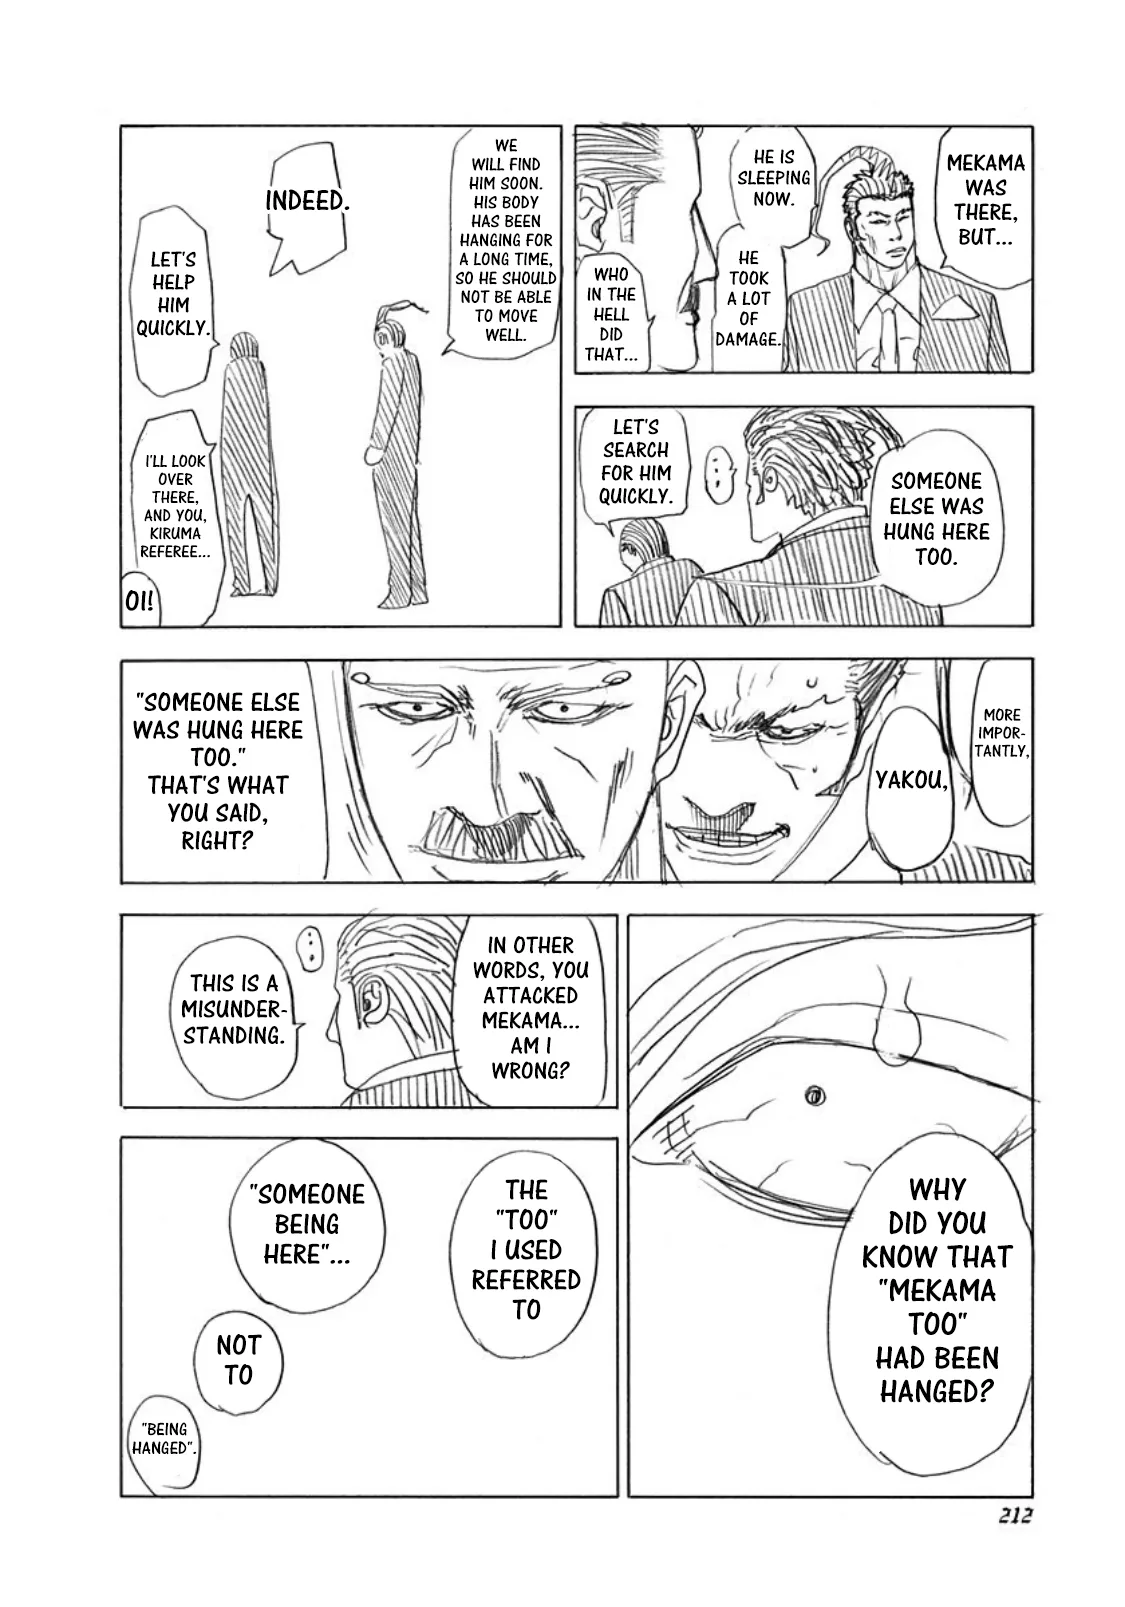 MEKAMA
WAS
THERE,
BUT...
HE IS
SLEEPING
NOW.
HE
TOOK
A LOT
OF
DAMAGE.
WHO
IN THE
HELL
DID
THAT...
SOMEONE
ELSE WAS
HUNG HERE
TOO.
...
LET'S
SEARCH
FOR HIM
QUICKLY.
WE
WILL FIND
HIM SOON.
HIS BODY
HAS BEEN
HANGING FOR
A LONG TIME,
SO HE SHOULD
NOT BE ABLE
TO MOVE
WELL.
INDEED.
LET'S
HELP
HIM
QUICKLY.
I'LL LOOK
OVER
THERE,
AND YOU,
KIRUMA
REFEREE...
OI!
MORE
IMPOR-
TANTLY,
YAKOU,
"SOMEONE ELSE
WAS HUNG HERE
TOO."
THAT'S WHAT
YOU SAID,
RIGHT?
WHY
DID YOU
KNOW THAT
"MEKAMA
TOO"
HAD BEEN
HANGED?
IN OTHER
WORDS, YOU
ATTACKED
MEKAMA...
AM I
WRONG?
...
THIS IS A
MISUNDER-
STANDING.
THE
"TOO"
I USED
REFERRED
TO
"SOMEONE
BEING
HERE"...
NOT
TO
"BEING
HANGED".
212